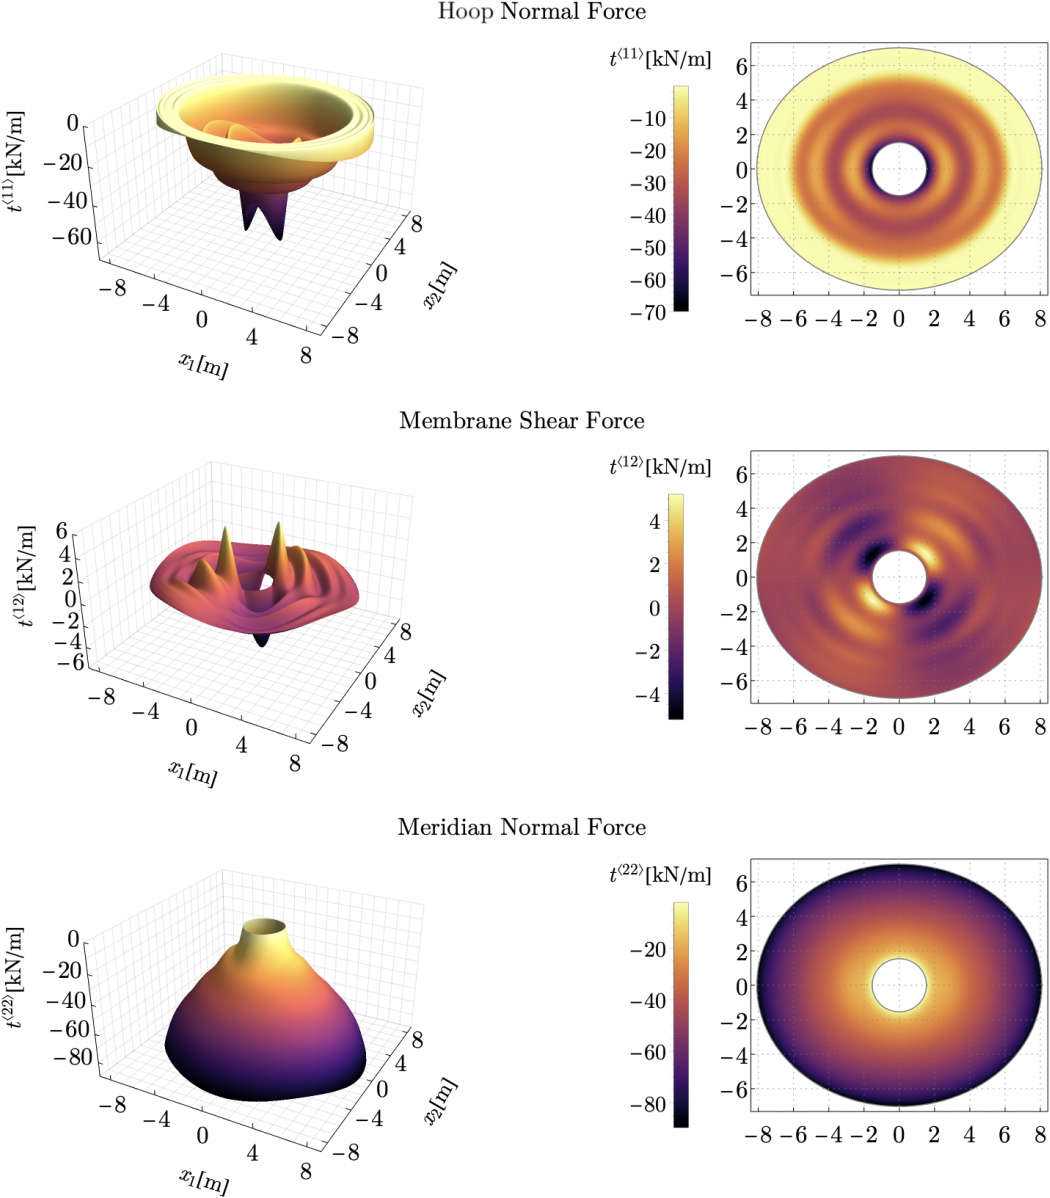 Hoop Normal Force
t⟨11⟩[kN/m]
0
−20
−40
−60
−8 −4 0 4 8
x1[m]
−8 −4 0 4 8
x2[m]
t⟨11⟩[kN/m]
−10
−20
−30
−40
−50
−60
−70
6
4
2
0
−2
−4
−6
−8 −6 −4 −2 0 2 4 6 8
Membrane Shear Force
t⟨12⟩[kN/m]
6
4
2
0
−2
−4
−6
−8 −4 0 4 8
x1[m]
−8 −4 0 4 8
x2[m]
t⟨12⟩[kN/m]
4
2
0
−2
−4
6
4
2
0
−2
−4
−6
−8 −6 −4 −2 0 2 4 6 8
Meridian Normal Force
t⟨22⟩[kN/m]
0
−20
−40
−60
−80
−8 −4 0 4 8
x1[m]
−8 −4 0 4 8
x2[m]
t⟨22⟩[kN/m]
−20
−40
−60
−80
6
4
2
0
−2
−4
−6
−8 −6 −4 −2 0 2 4 6 8